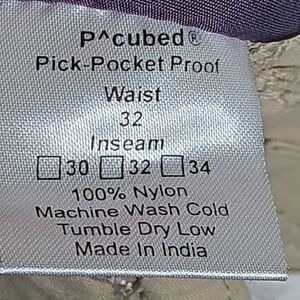 P^cubed®
Pick-Pocket Proof
Waist
32
Inseam
☐30 ☐32 ☐34
100% Nylon
Machine Wash Cold
Tumble Dry Low
Made In India